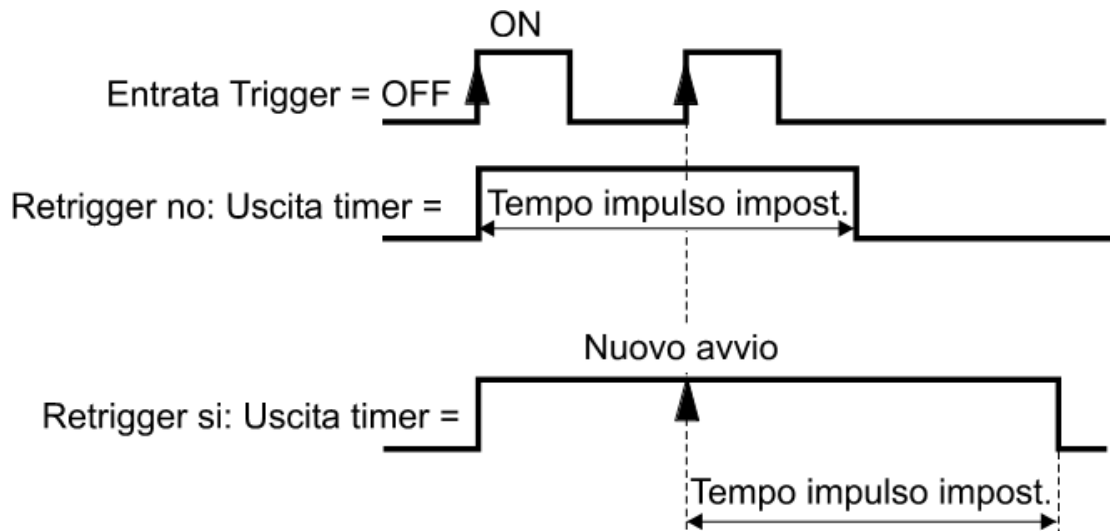 ON
Entrata Trigger = OFF
Retrigger no: Uscita timer =
Tempo impulso impost.
Nuovo avvio
Retrigger si: Uscita timer =
Tempo impulso impost.